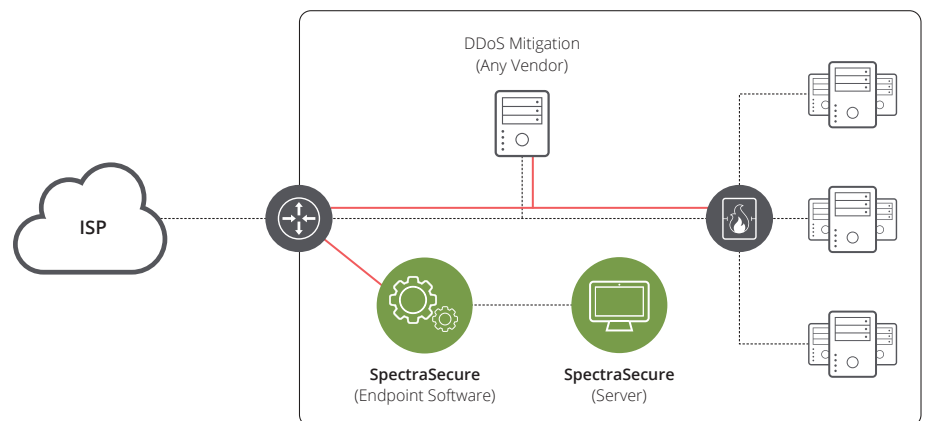 DDoS Mitigation
(Any Vendor)
ISP
SpectraSecure
(Endpoint Software)
SpectraSecure
(Server)